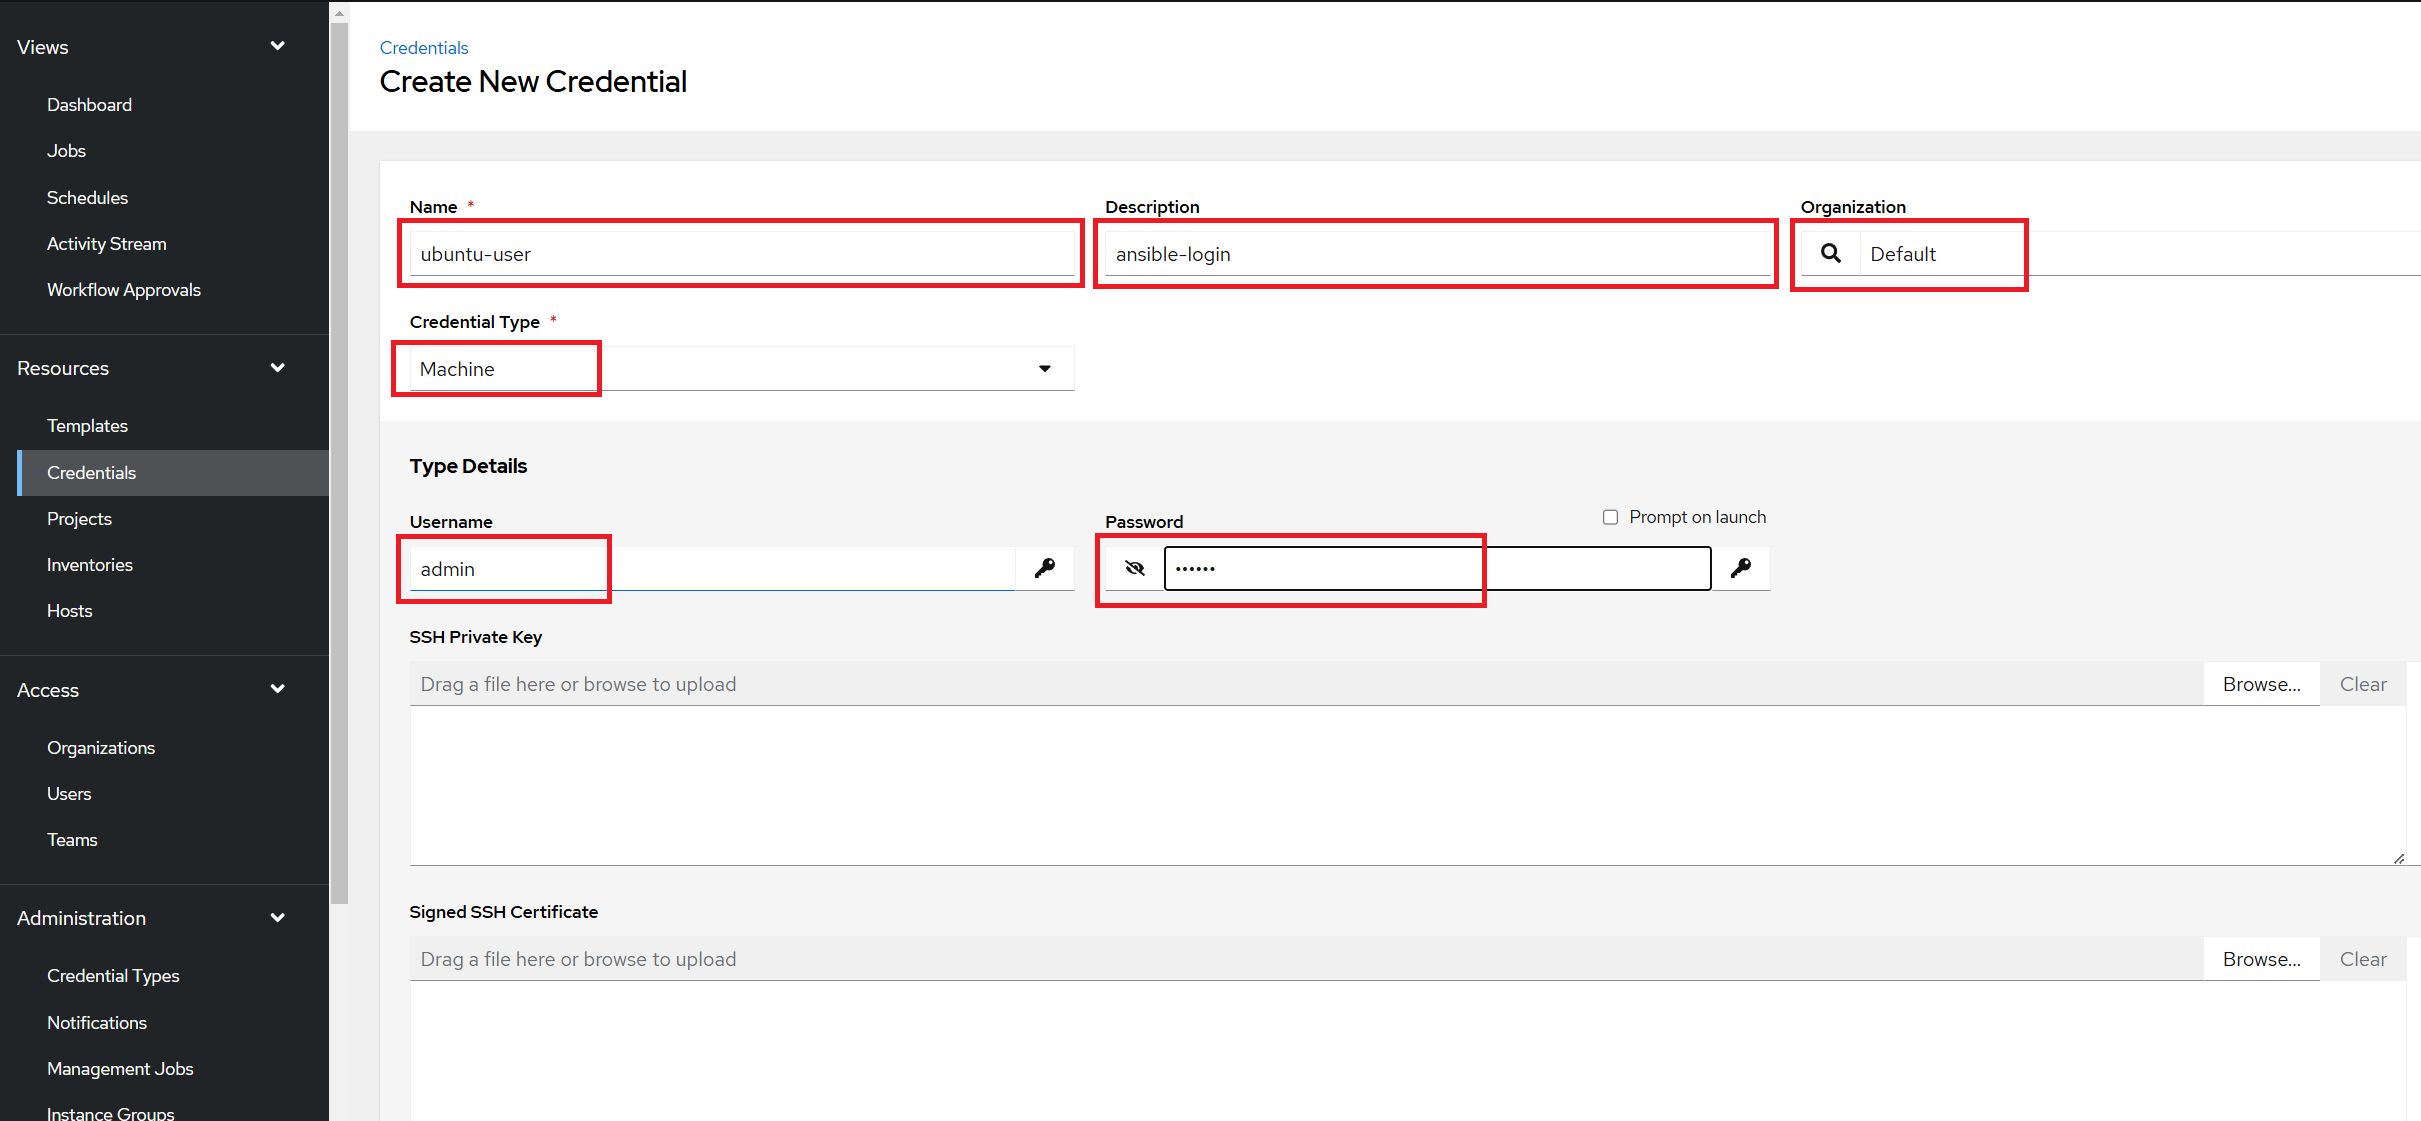 Views
Dashboard
Jobs
Schedules
Activity Stream
Workflow Approvals
Resources
Templates
Credentials
Projects
Inventories
Hosts
Access
Organizations
Users
Teams
Administration
Credential Types
Notifications
Management Jobs
Instance Groups
Credentials
Create New Credential
Name *
ubuntu-user
Description
ansible-login
Organization
Default
Credential Type *
Machine
Type Details
Username
admin
Password
Prompt on launch
••••••
SSH Private Key
Drag a file here or browse to upload
Browse...
Clear
Signed SSH Certificate
Drag a file here or browse to upload
Browse...
Clear